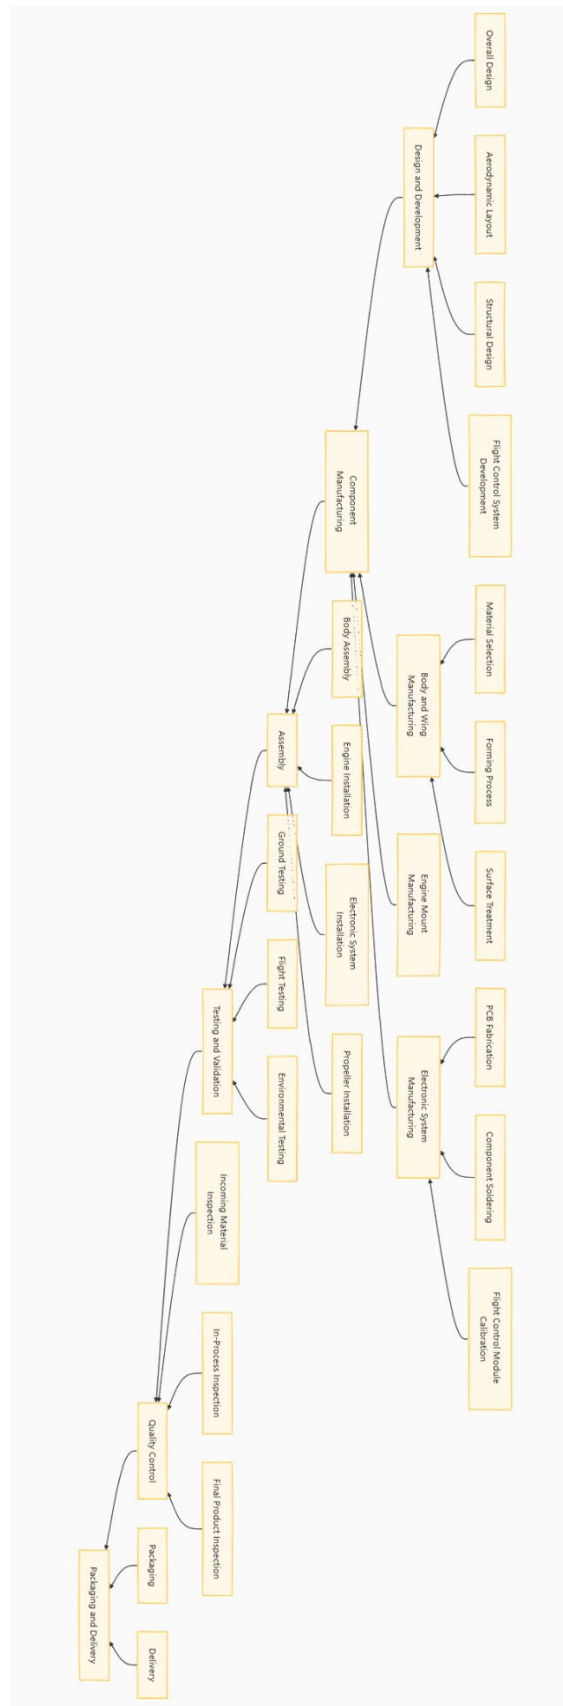 Overall Design
Aerodynamic Layout
Structural Design
Flight Control System
Development
Material Selection
Forming Process
Surface Treatment
PCB Fabrication
Component Soldering
Flight Control Module
Calibration
Design and Development
Body and Wing
Manufacturing
Engine Mount
Manufacturing
Electronic System
Manufacturing
Component
Manufacturing
Body Assembly
Engine Installation
Electronic System
Installation
Propeller Installation
Assembly
Ground Testing
Flight Testing
Environmental Testing
Testing and Validation
Incoming Material
Inspection
In-Process Inspection
Final Product Inspection
Quality Control
Packaging
Delivery
Packaging and Delivery